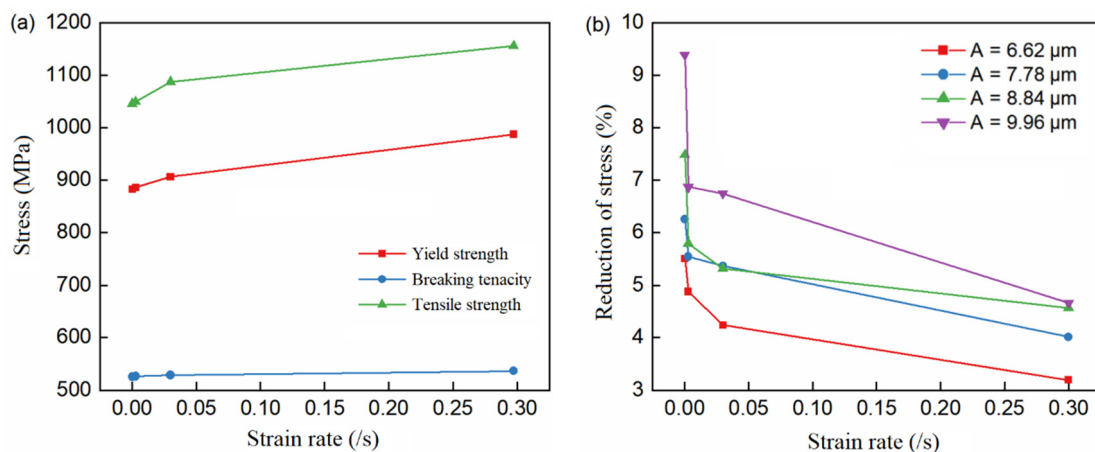 (a)
1200
1100
1000
900
800
700
600
500
Stress (MPa)
Yield strength
Breaking tenacity
Tensile strength
0.00 0.05 0.10 0.15 0.20 0.25 0.30
Strain rate (/s)
(b)
10
9
8
7
6
5
4
3
Reduction of stress (%)
A = 6.62 µm
A = 7.78 µm
A = 8.84 µm
A = 9.96 µm
0.00 0.05 0.10 0.15 0.20 0.25 0.30
Strain rate (/s)